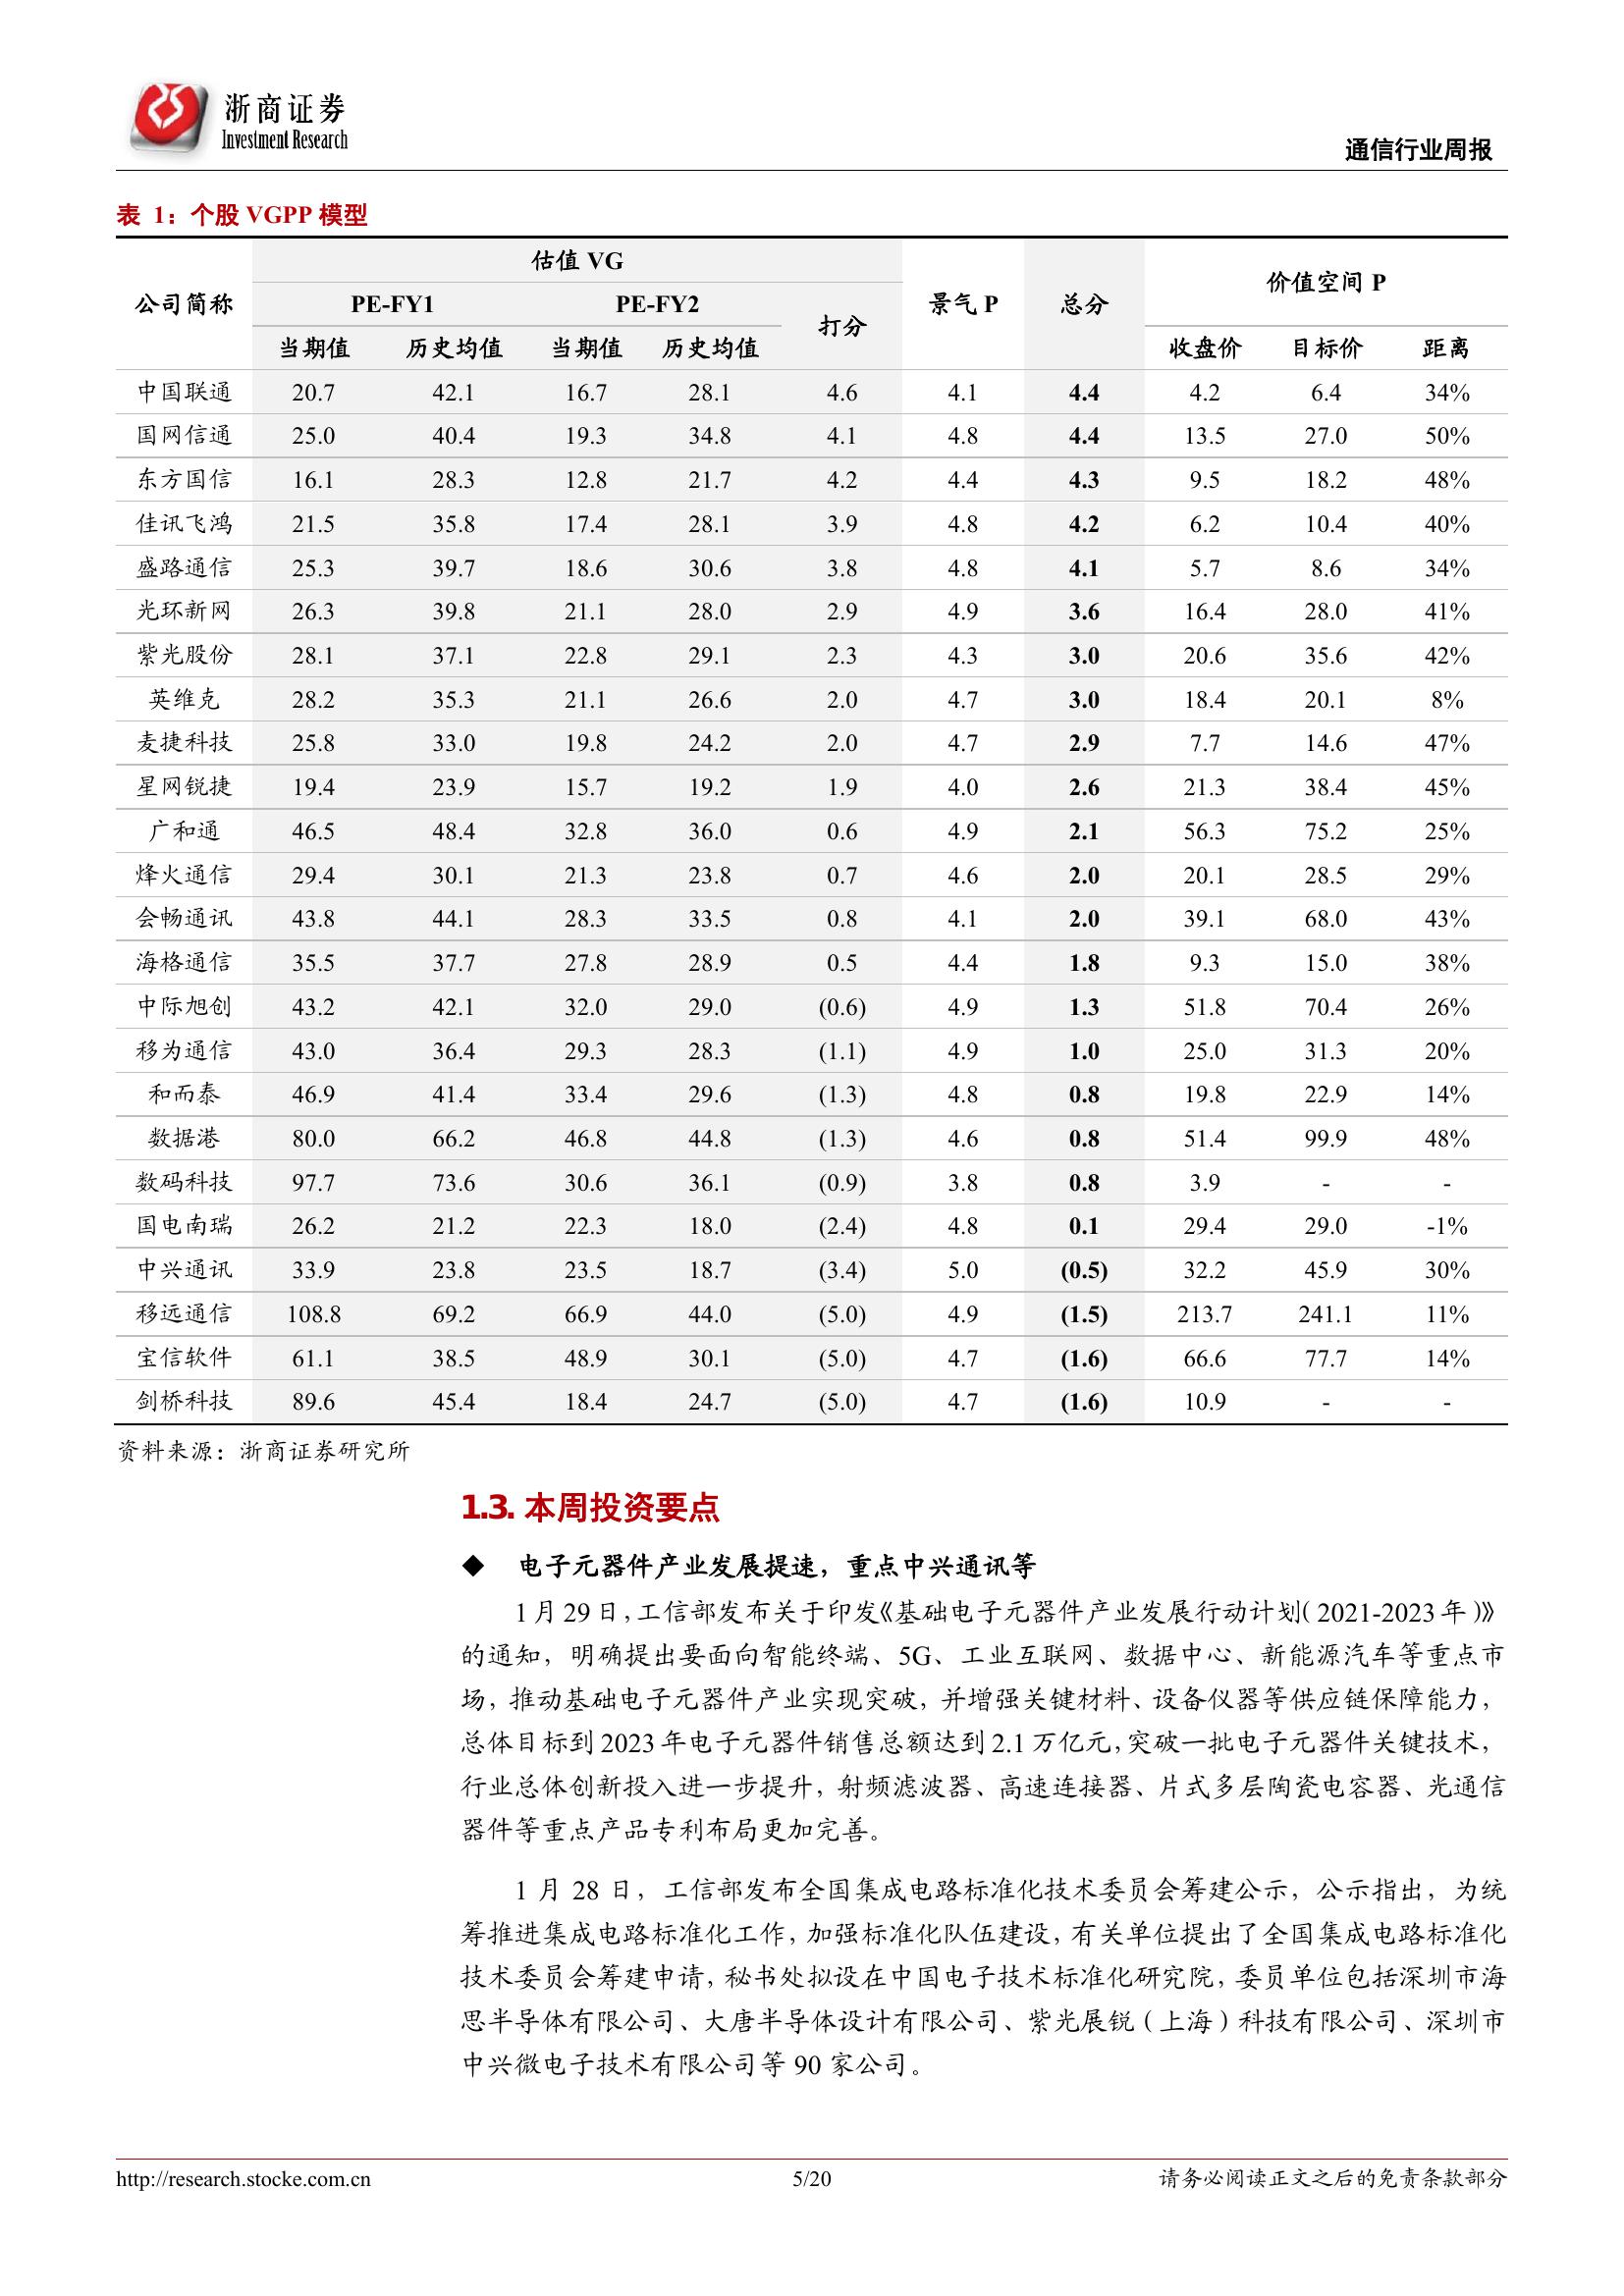 浙商证券
Investment Research
通信行业周报
表 1：个股 VGPP 模型
估值 VG
价值空间 P
公司简称 PE-FY1 PE-FY2 景气 P 总分
打分
当期值 历史均值 当期值 历史均值 收盘价 目标价 距离
中国联通 20.7 42.1 16.7 28.1 4.6 4.1 4.4 4.2 6.4 34%
国网信通 25.0 40.4 19.3 34.8 4.1 4.8 4.4 13.5 27.0 50%
东方国信 16.1 28.3 12.8 21.7 4.2 4.4 4.3 9.5 18.2 48%
佳讯飞鸿 21.5 35.8 17.4 28.1 3.9 4.8 4.2 6.2 10.4 40%
盛路通信 25.3 39.7 18.6 30.6 3.8 4.8 4.1 5.7 8.6 34%
光环新网 26.3 39.8 21.1 28.0 2.9 4.9 3.6 16.4 28.0 41%
紫光股份 28.1 37.1 22.8 29.1 2.3 4.3 3.0 20.6 35.6 42%
英维克 28.2 35.3 21.1 26.6 2.0 4.7 3.0 18.4 20.1 8%
麦捷科技 25.8 33.0 19.8 24.2 2.0 4.7 2.9 7.7 14.6 47%
星网锐捷 19.4 23.9 15.7 19.2 1.9 4.0 2.6 21.3 38.4 45%
广和通 46.5 48.4 32.8 36.0 0.6 4.9 2.1 56.3 75.2 25%
烽火通信 29.4 30.1 21.3 23.8 0.7 4.6 2.0 20.1 28.5 29%
会畅通讯 43.8 44.1 28.3 33.5 0.8 4.1 2.0 39.1 68.0 43%
海格通信 35.5 37.7 27.8 28.9 0.5 4.4 1.8 9.3 15.0 38%
中际旭创 43.2 42.1 32.0 29.0 (0.6) 4.9 1.3 51.8 70.4 26%
移为通信 43.0 36.4 29.3 28.3 (1.1) 4.9 1.0 25.0 31.3 20%
和而泰 46.9 41.4 33.4 29.6 (1.3) 4.8 0.8 19.8 22.9 14%
数据港 80.0 66.2 46.8 44.8 (1.3) 4.6 0.8 51.4 99.9 48%
数码科技 97.7 73.6 30.6 36.1 (0.9) 3.8 0.8 3.9 - -
国电南瑞 26.2 21.2 22.3 18.0 (2.4) 4.8 0.1 29.4 29.0 -1%
中兴通讯 33.9 23.8 23.5 18.7 (3.4) 5.0 (0.5) 32.2 45.9 30%
移远通信 108.8 69.2 66.9 44.0 (5.0) 4.9 (1.5) 213.7 241.1 11%
宝信软件 61.1 38.5 48.9 30.1 (5.0) 4.7 (1.6) 66.6 77.7 14%
剑桥科技 89.6 45.4 18.4 24.7 (5.0) 4.7 (1.6) 10.9 - -
资料来源：浙商证券研究所
1.3. 本周投资要点
◆ 电子元器件产业发展提速，重点中兴通讯等
1 月 29 日，工信部发布关于印发《基础电子元器件产业发展行动计划（2021-2023 年）》
的通知，明确提出要面向智能终端、5G、工业互联网、数据中心、新能源汽车等重点市
场，推动基础电子元器件产业实现突破，并增强关键材料、设备仪器等供应链保障能力，
总体目标到 2023 年电子元器件销售总额达到 2.1 万亿元，突破一批电子元器件关键技术，
行业总体创新投入进一步提升，射频滤波器、高速连接器、片式多层陶瓷电容器、光通信
器件等重点产品专利布局更加完善。
1 月 28 日，工信部发布全国集成电路标准化技术委员会筹建公示，公示指出，为统
筹推进集成电路标准化工作，加强标准化队伍建设，有关单位提出了全国集成电路标准化
技术委员会筹建申请，秘书处拟设在中国电子技术标准化研究院，委员单位包括深圳市海
思半导体有限公司、大唐半导体设计有限公司、紫光展锐（上海）科技有限公司、深圳市
中兴微电子技术有限公司等 90 家公司。
http://research.stocke.com.cn 5/20 请务必阅读正文之后的免责条款部分